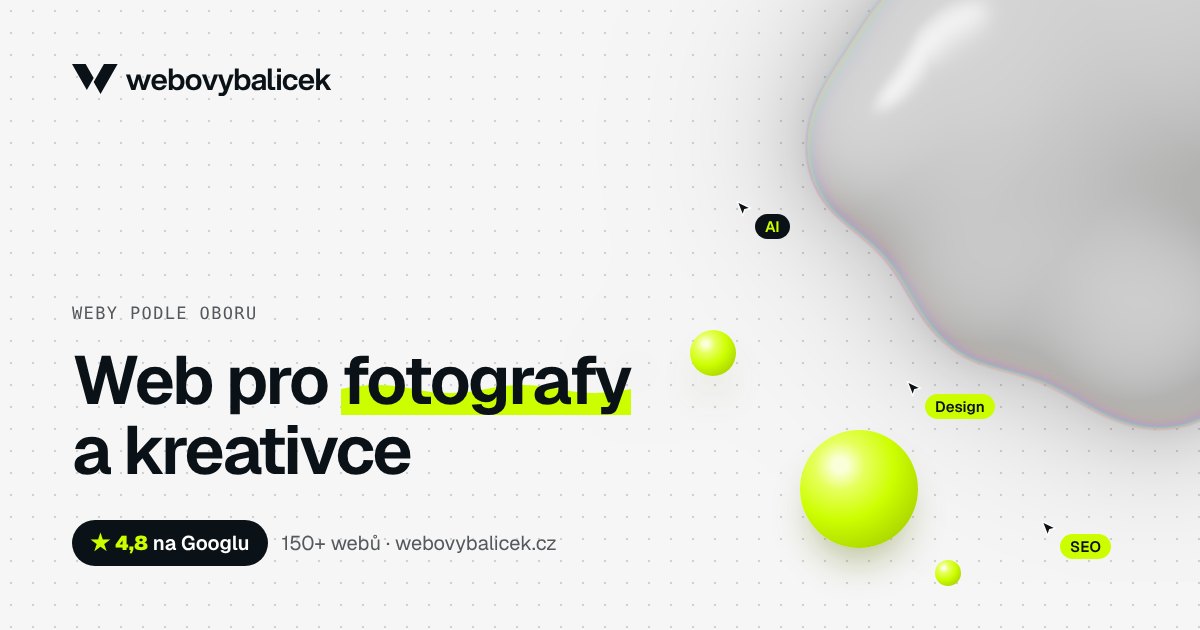 webovybalicek
AI
WEBY PODLE OBORU
Web pro fotografy
a kreativce
Design
★ 4,8 na Googlu
150+ webů · webovybalicek.cz
SEO